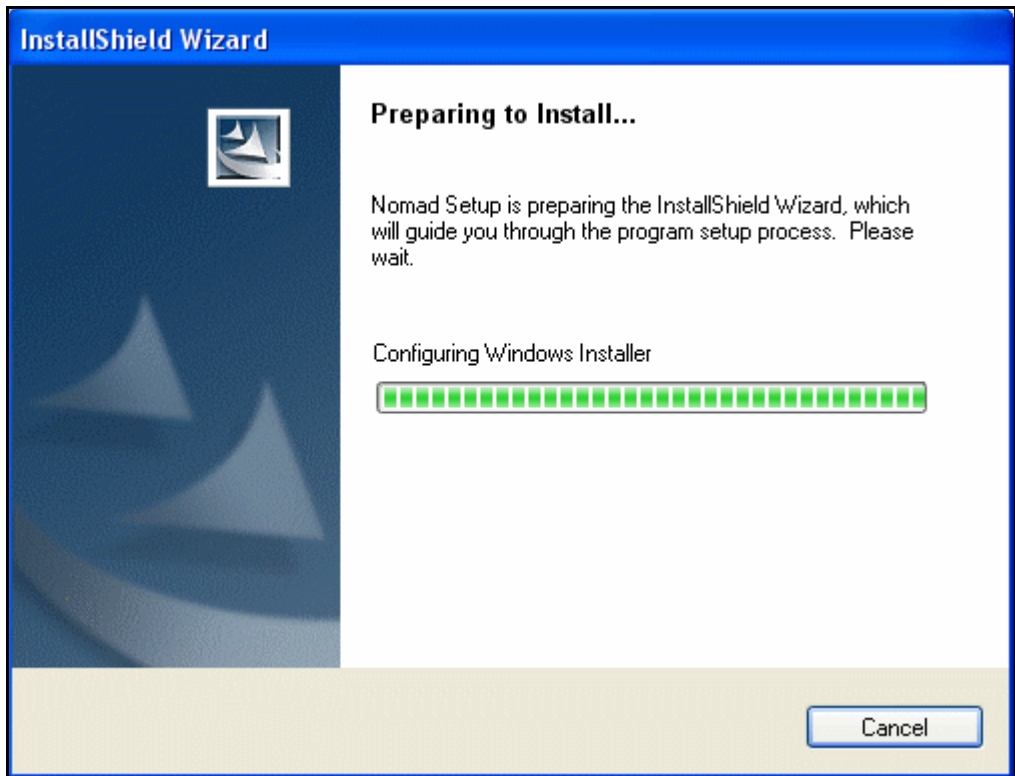 InstallShield Wizard
Preparing to Install...
Nomad Setup is preparing the InstallShield Wizard, which
will guide you through the program setup process.  Please
wait.
Configuring Windows Installer
Cancel